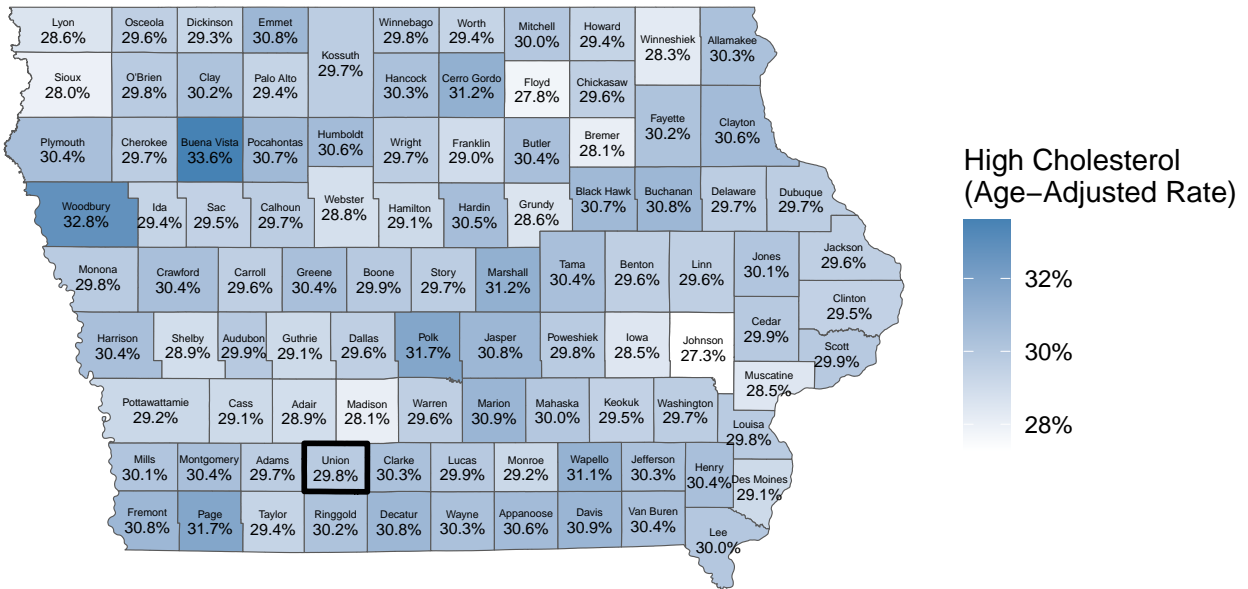 Lyon
28.6%
Osceola
29.6%
Dickinson
29.3%
Emmet
30.8%
Kossuth
29.7%
Winnebago
29.8%
Worth
29.4%
Mitchell
30.0%
Howard
29.4%
Winneshiek
28.3%
Allamakee
30.3%
Sioux
28.0%
O'Brien
29.8%
Clay
30.2%
Palo Alto
29.4%
Hancock
30.3%
Cerro Gordo
31.2%
Floyd
27.8%
Chickasaw
29.6%
Fayette
30.2%
Clayton
30.6%
Plymouth
30.4%
Cherokee
29.7%
Buena Vista
33.6%
Pocahontas
30.7%
Humboldt
30.6%
Wright
29.7%
Franklin
29.0%
Butler
30.4%
Bremer
28.1%
Woodbury
32.8%
Ida
29.4%
Sac
29.5%
Calhoun
29.7%
Webster
28.8%
Hamilton
29.1%
Hardin
30.5%
Grundy
28.6%
Black Hawk
30.7%
Buchanan
30.8%
Delaware
29.7%
Dubuque
29.7%
Monona
29.8%
Crawford
30.4%
Carroll
29.6%
Greene
30.4%
Boone
29.9%
Story
29.7%
Marshall
31.2%
Tama
30.4%
Benton
29.6%
Linn
29.6%
Jones
30.1%
Jackson
29.6%
Clinton
29.5%
Harrison
30.4%
Shelby
28.9%
Audubon
29.9%
Guthrie
29.1%
Dallas
29.6%
Polk
31.7%
Jasper
30.8%
Poweshiek
29.8%
Iowa
28.5%
Johnson
27.3%
Cedar
29.9%
Scott
29.9%
Muscatine
28.5%
Pottawattamie
29.2%
Cass
29.1%
Adair
28.9%
Madison
28.1%
Warren
29.6%
Marion
30.9%
Mahaska
30.0%
Keokuk
29.5%
Washington
29.7%
Louisa
29.8%
Mills
30.1%
Montgomery
30.4%
Adams
29.7%
Union
29.8%
Clarke
30.3%
Lucas
29.9%
Monroe
29.2%
Wapello
31.1%
Jefferson
30.3%
Henry
30.4%
Des Moines
29.1%
Fremont
30.8%
Page
31.7%
Taylor
29.4%
Ringgold
30.2%
Decatur
30.8%
Wayne
30.3%
Appanoose
30.6%
Davis
30.9%
Van Buren
30.4%
Lee
30.0%
High Cholesterol
(Age−Adjusted Rate)
32%
30%
28%